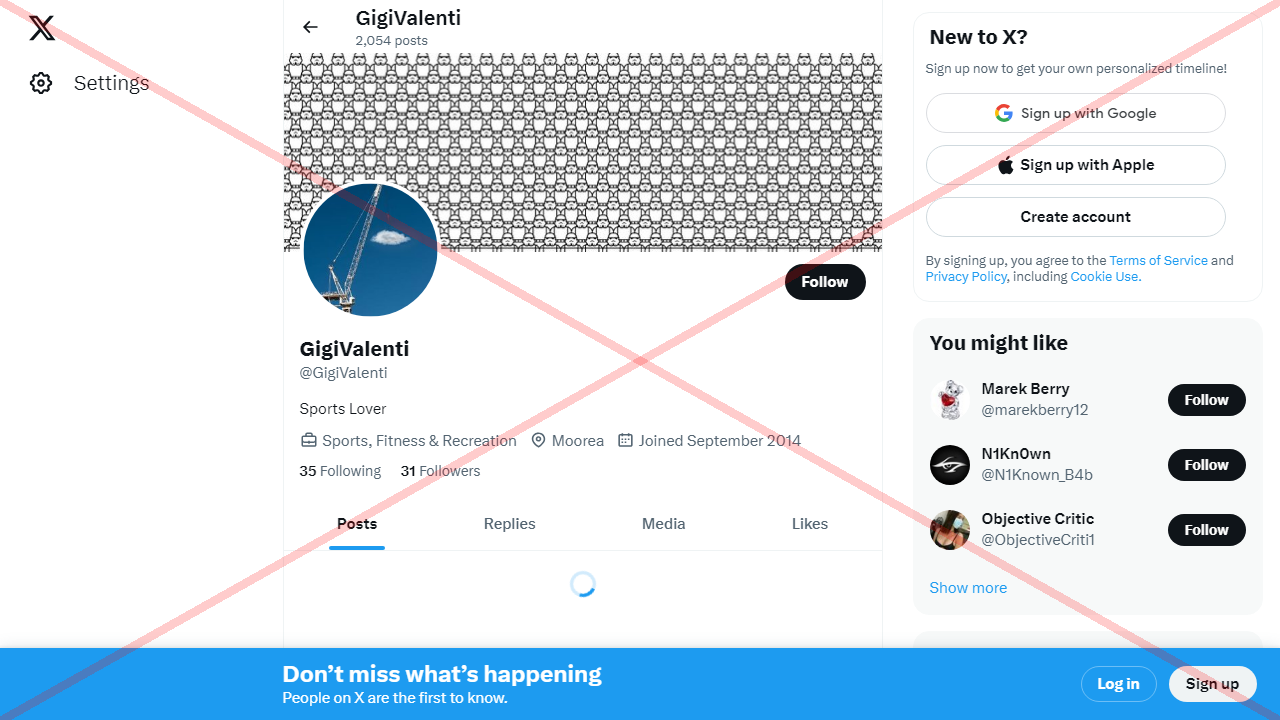 Settings
GigiValenti
2,054 posts
Follow
GigiValenti
@GigiValenti
Sports Lover
Sports, Fitness & Recreation Moorea Joined September 2014
35 Following 31 Followers
Posts Replies Media Likes
New to X?
Sign up now to get your own personalized timeline!
Sign up with Google
Sign up with Apple
Create account
By signing up, you agree to the Terms of Service and
Privacy Policy, including Cookie Use.
You might like
Marek Berry
@marekberry12
Follow
N1Kn0wn
@N1Known_B4b
Follow
Objective Critic
@ObjectiveCriti1
Follow
Show more
Don’t miss what’s happening
People on X are the first to know.
Log in
Sign up